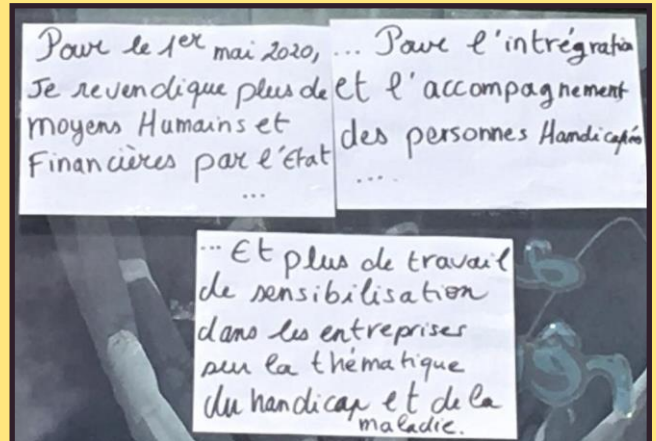 Pour le 1er mai 2020,
Je revendique plus de
moyens Humains et
Financières par l'Etat
...
... Pour l'intrégration
et l'accompagnement
des personnes Handicapées
....
... Et plus de travail
de sensibilisation
dans les entreprises
sur la thématique
du handicap et de la
maladie.